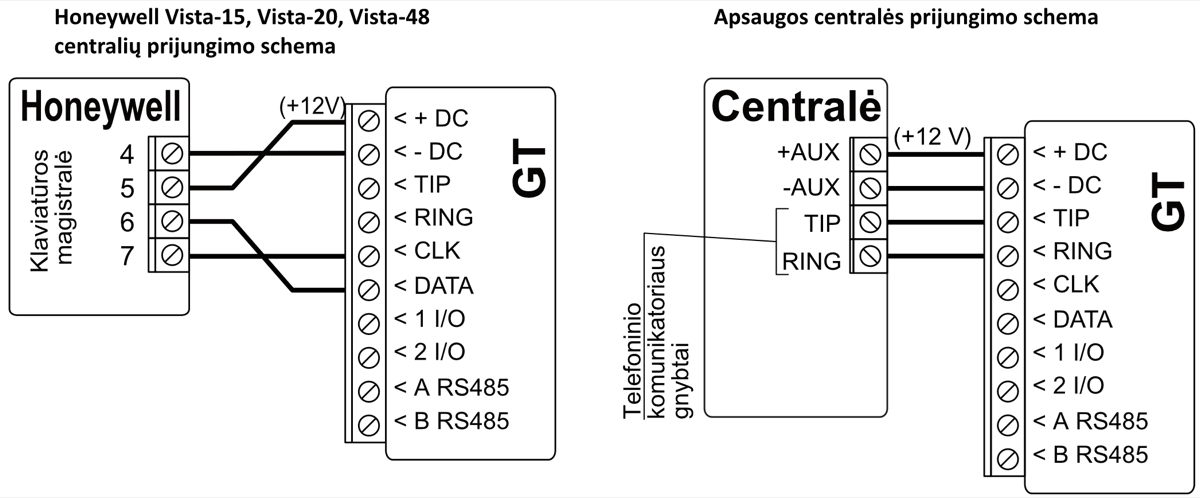 Honeywell Vista-15, Vista-20, Vista-48
centralių prijungimo schema
Honeywell
Klaviatūros
magistralė
4
5
6
7
(+12V)
< + DC
< - DC
< TIP
< RING
< CLK
< DATA
< 1 I/O
< 2 I/O
< A RS485
< B RS485
GT
Apsaugos centralės prijungimo schema
Centralė
+AUX
-AUX
TIP
RING
Telefoninio
komunikatoriaus
gnybtai
(+12 V)
< + DC
< - DC
< TIP
< RING
< CLK
< DATA
< 1 I/O
< 2 I/O
< A RS485
< B RS485
GT